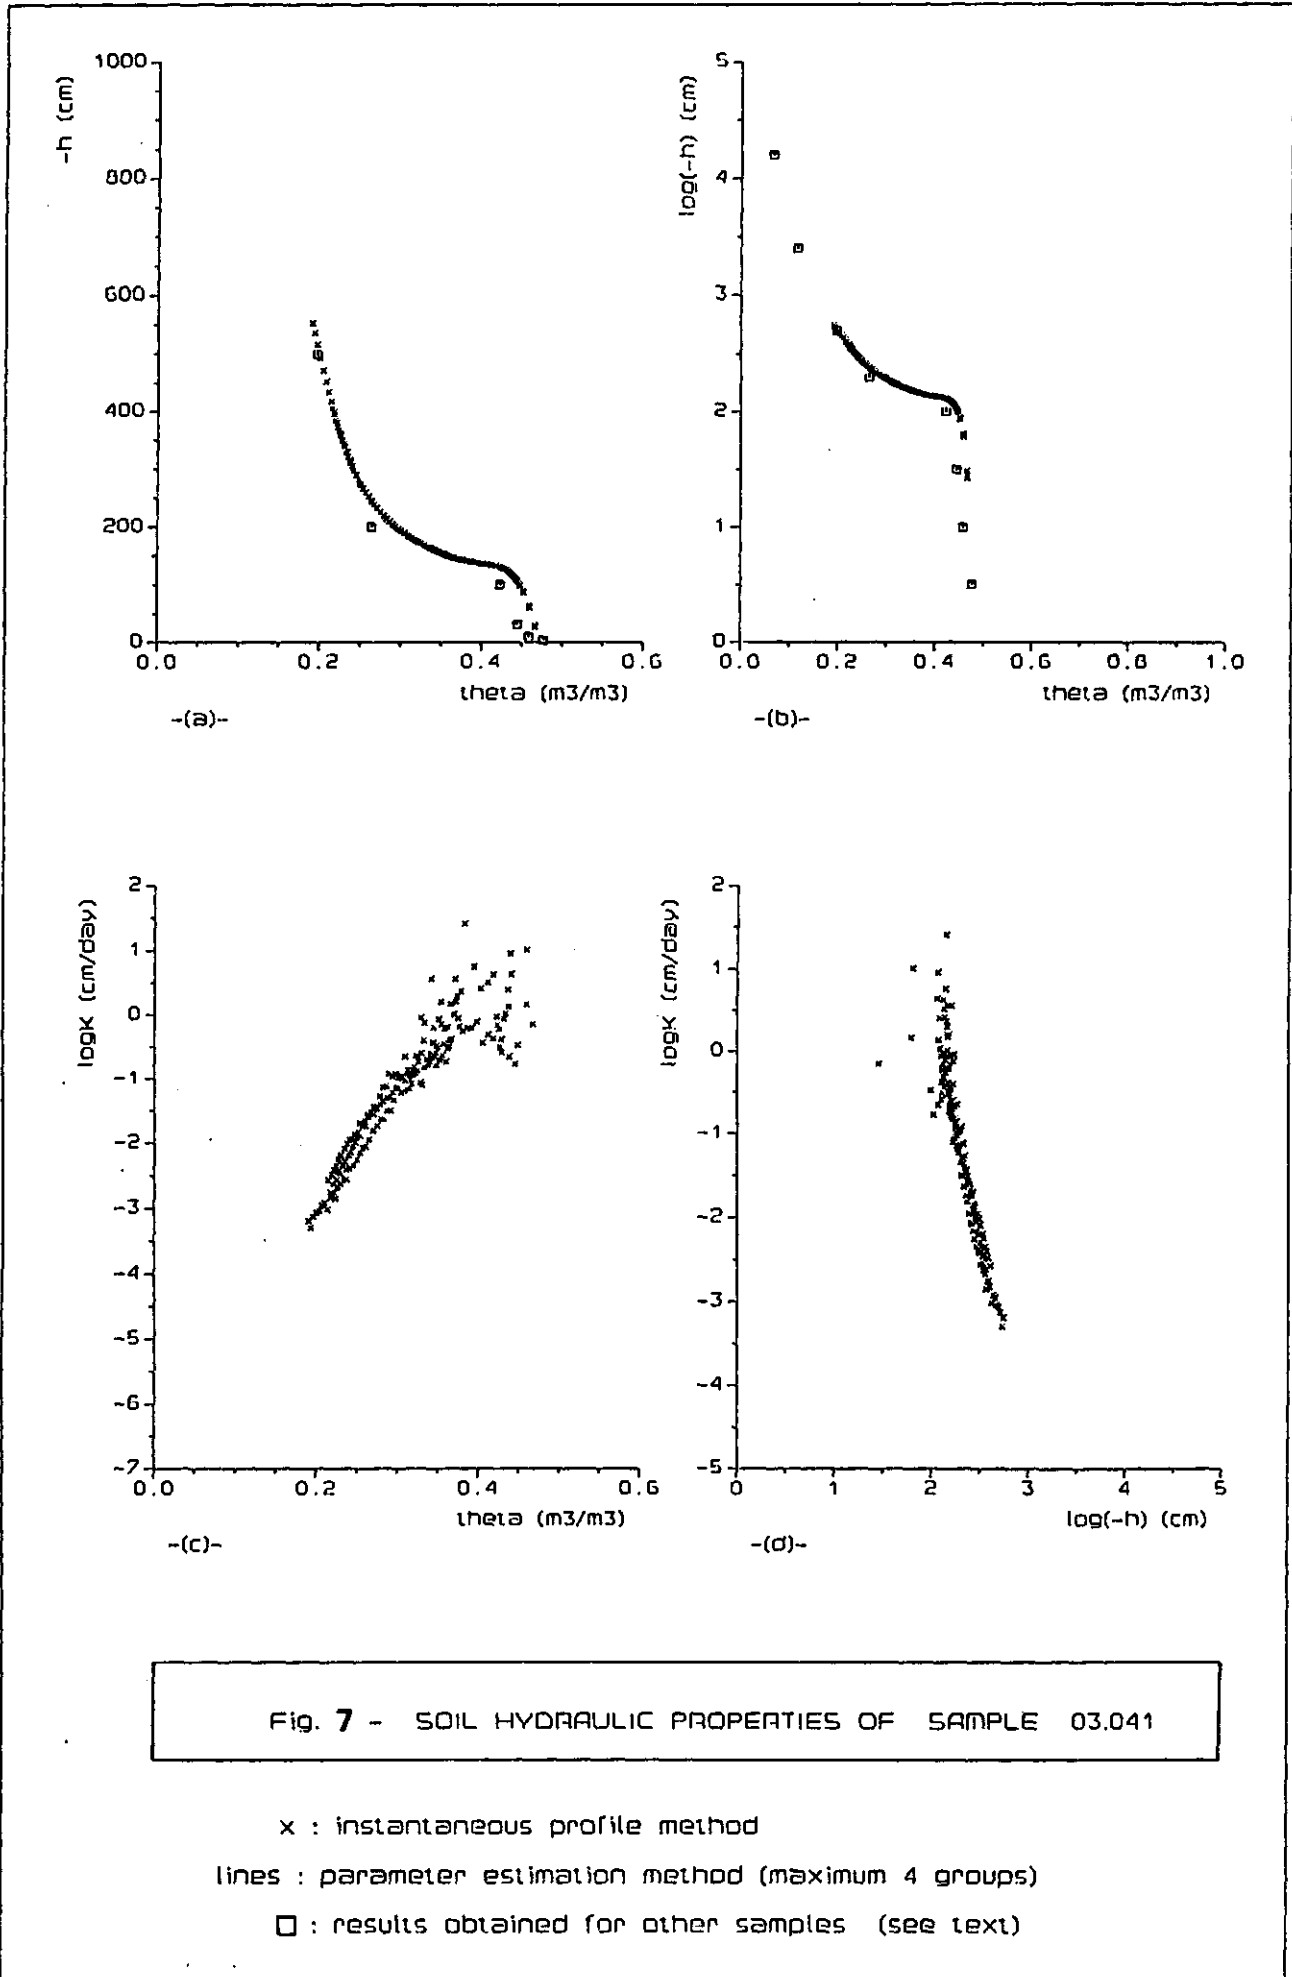 -h (cm)
1000
800
600
400
200
0
0.0 0.2 0.4 0.6
theta (m3/m3)
-(a)-
log(-h) (cm)
5
4
3
2
1
0
0.0 0.2 0.4 0.6 0.8 1.0
theta (m3/m3)
-(b)-
logK (cm/day)
2
1
0
-1
-2
-3
-4
-5
-6
-7
0.0 0.2 0.4 0.6
theta (m3/m3)
-(c)-
logK (cm/day)
2
1
0
-1
-2
-3
-4
-5
0 1 2 3 4 5
log(-h) (cm)
-(d)-
Fig. 7 - SOIL HYDRAULIC PROPERTIES OF SAMPLE 03.041
x : instantaneous profile method
lines : parameter estimation method (maximum 4 groups)
□ : results obtained for other samples (see text)